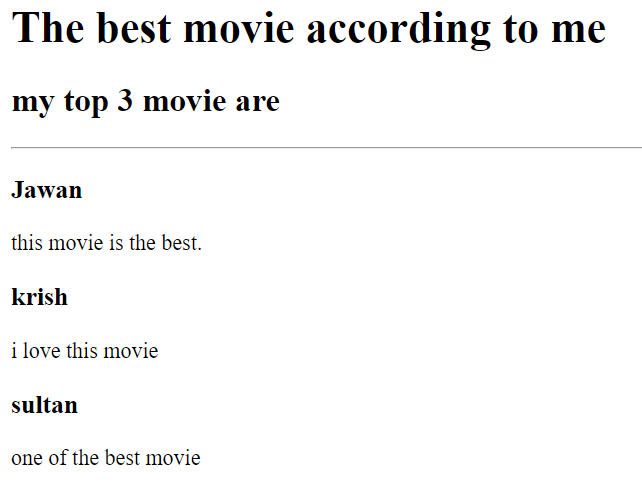 The best movie according to me
my top 3 movie are
Jawan
this movie is the best.
krish
i love this movie
sultan
one of the best movie